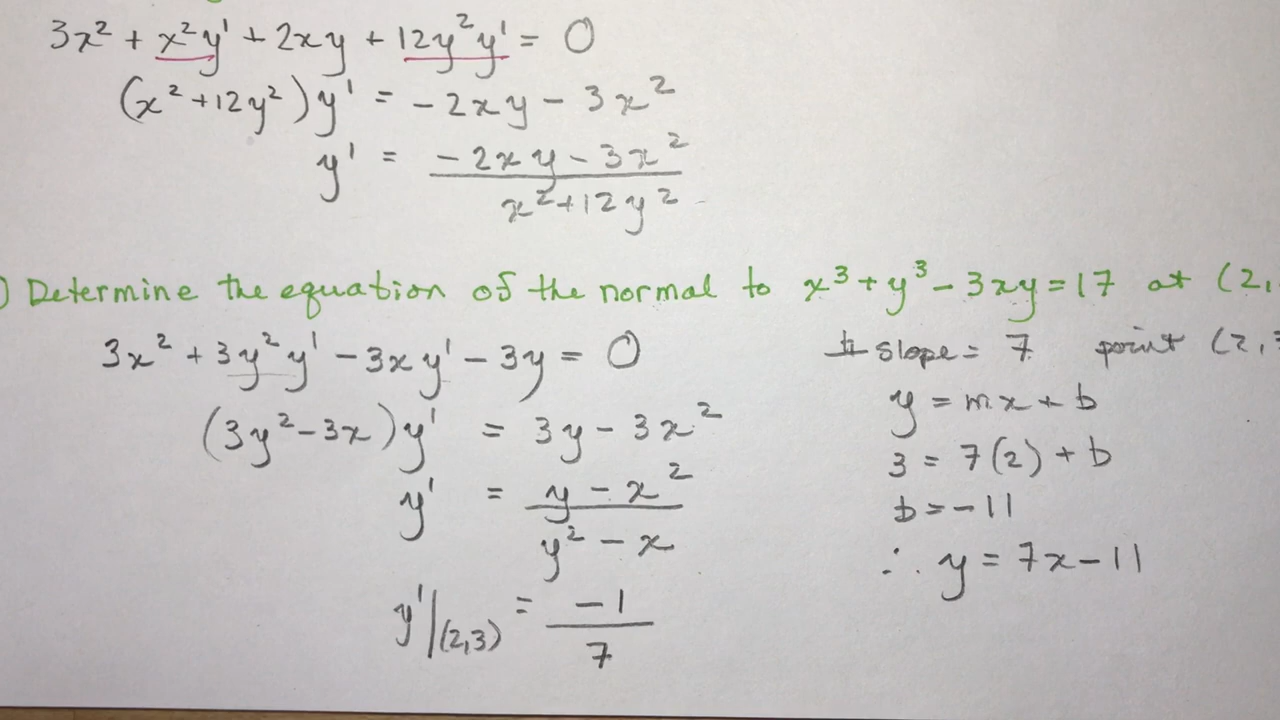 3x² + x²y' + 2xy + 12y²y' = 0
(x² + 12y²)y' = -2xy - 3x²
y' = (-2xy - 3x²)/(x² + 12y²)
) Determine the equation of the normal to x³ + y³ - 3xy = 17 at (2,
3x² + 3y²y' - 3xy' - 3y = 0
(3y² - 3x)y' = 3y - 3x²
y' = (y - x²)/(y² - x)
y'|(2,3) = -1/7
⊥ slope = 7 point (2,
y = mx + b
3 = 7(2) + b
b = -11
∴ y = 7x - 11